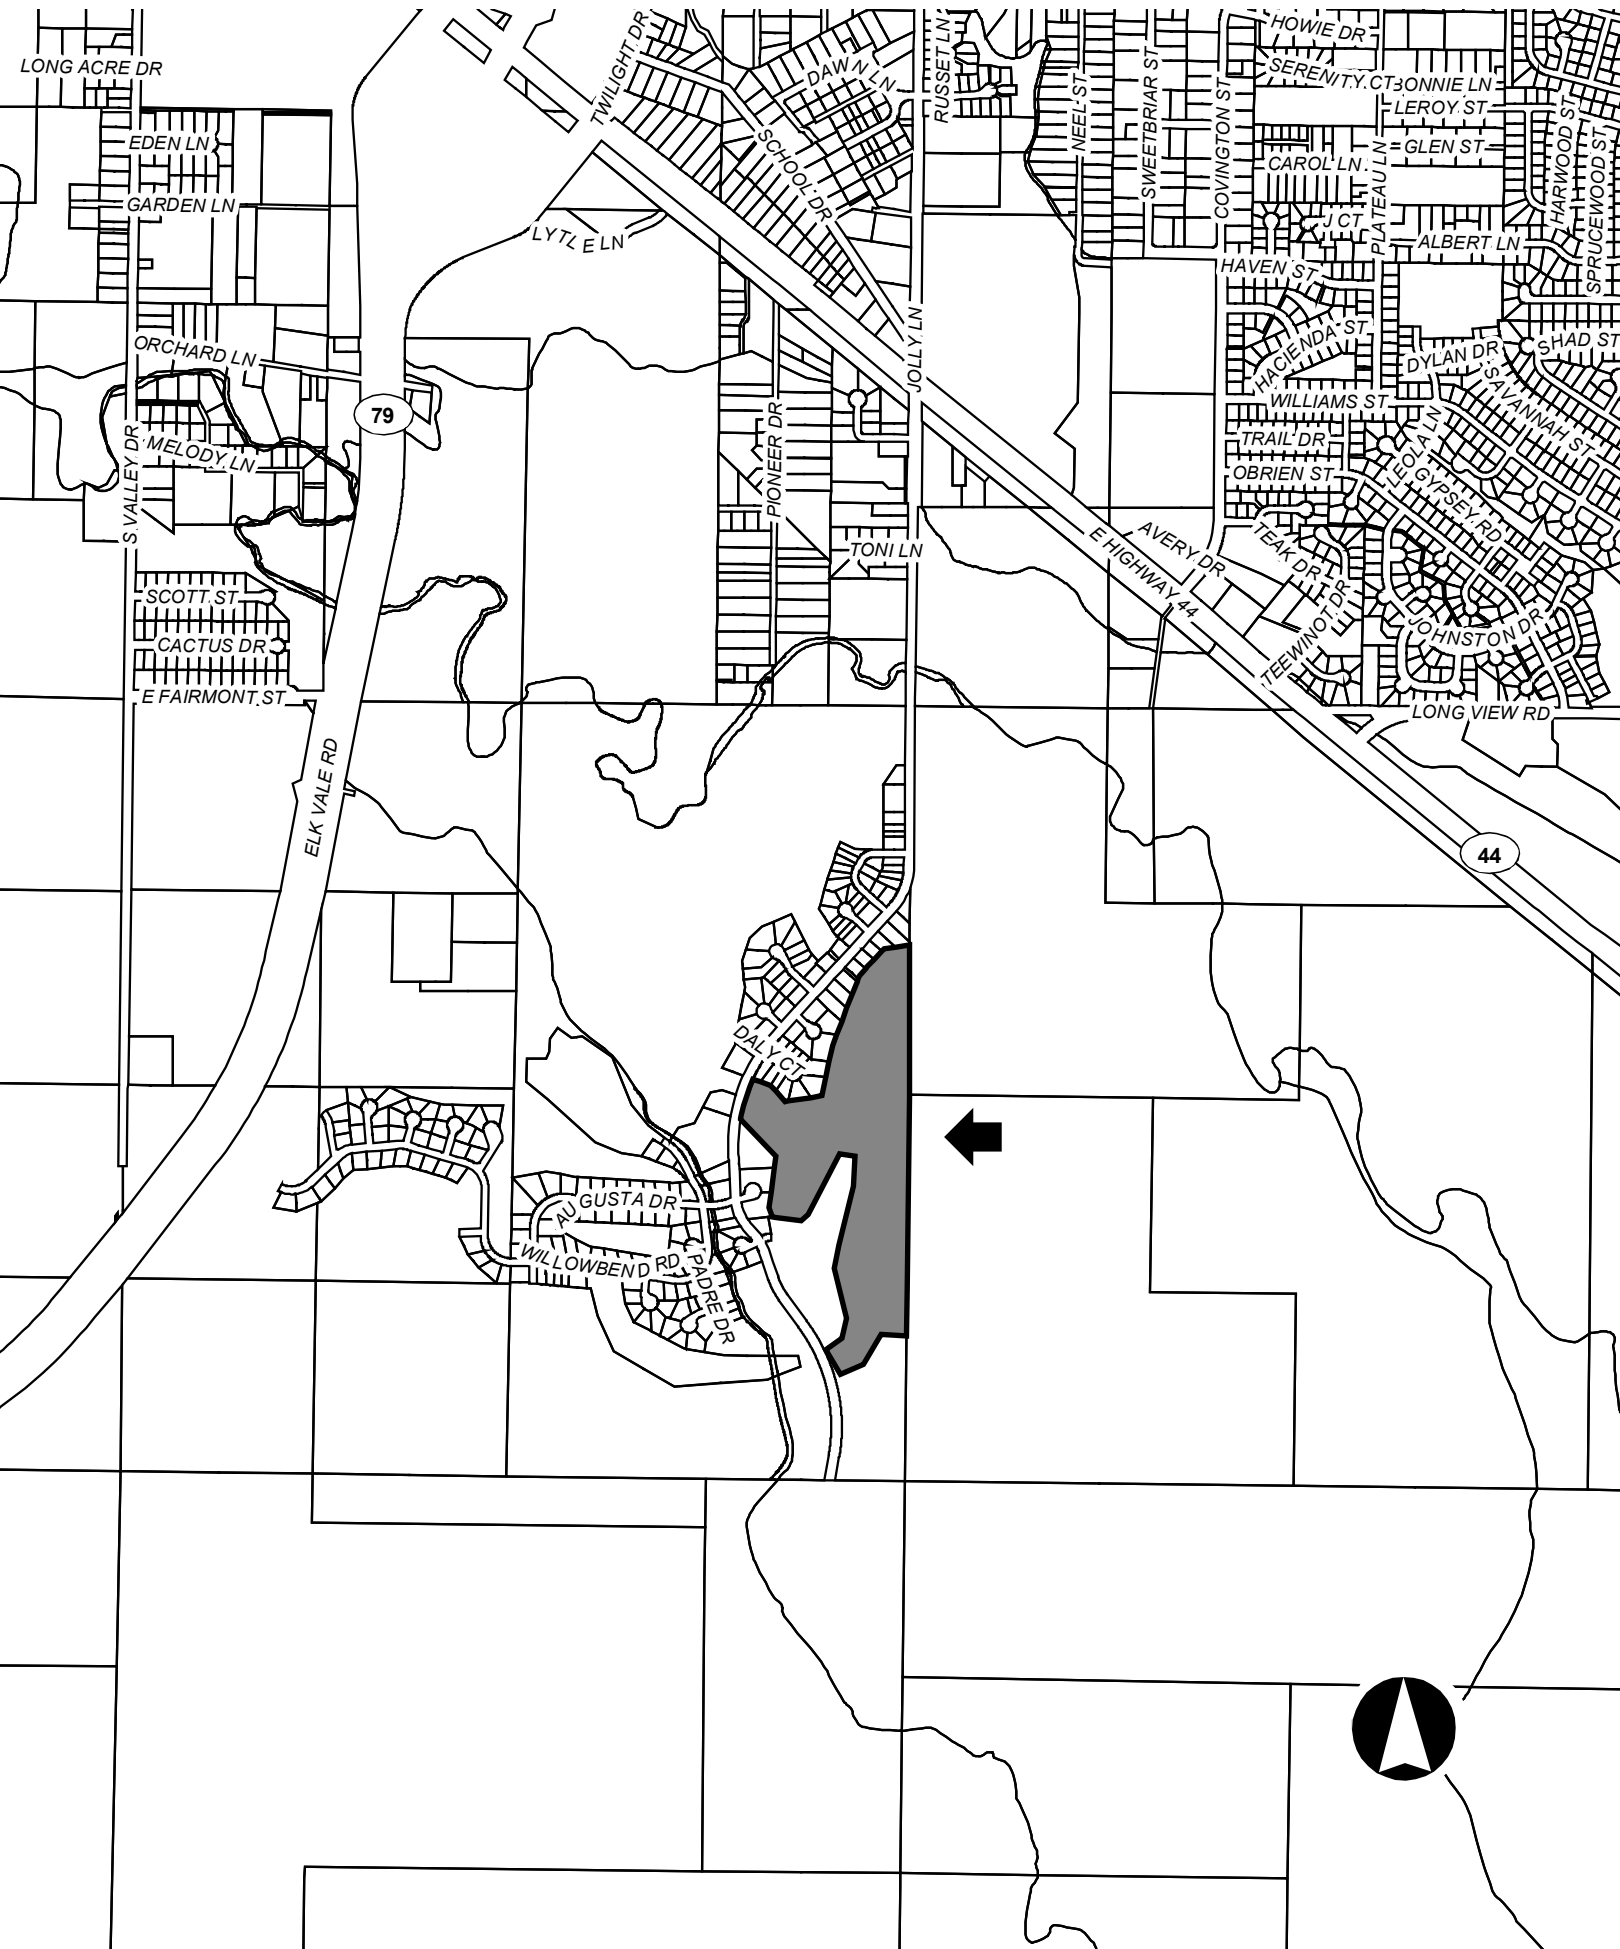 HOWIE DR
TWILIGHT DR
RUSSET LN
LONG ACRE DR
DAWN LN
SERENITY CT
BONNIE LN
NEEL ST
SWEETBRIAR ST
COVINGTON ST
LEROY ST
EDEN LN
SCHOOL DR
CAROL LN
GLEN ST
HARWOOD ST
SPRUCEWOOD ST
PLATEAU LN
GARDEN LN
J CT
LYTLE LN
ALBERT LN
HAVEN ST
ORCHARD LN
JOLLY LN
HACIENDA ST
DYLAN DR
SHAD ST
79
WILLIAMS ST
SAVANNAH ST
S VALLEY DR
MELODY LN
PIONEER DR
TRAIL DR
LEOLA LN
OBRIEN ST
GYPSEY RD
TONI LN
E HIGHWAY 44
AVERY DR
TEAK DR
SCOTT ST
CACTUS DR
TEEWINOT DR
JOHNSTON DR
E FAIRMONT ST
LONG VIEW RD
ELK VALE RD
44
DALY CT
AUGUSTA DR
WILLOWBEND RD
PADRE DR